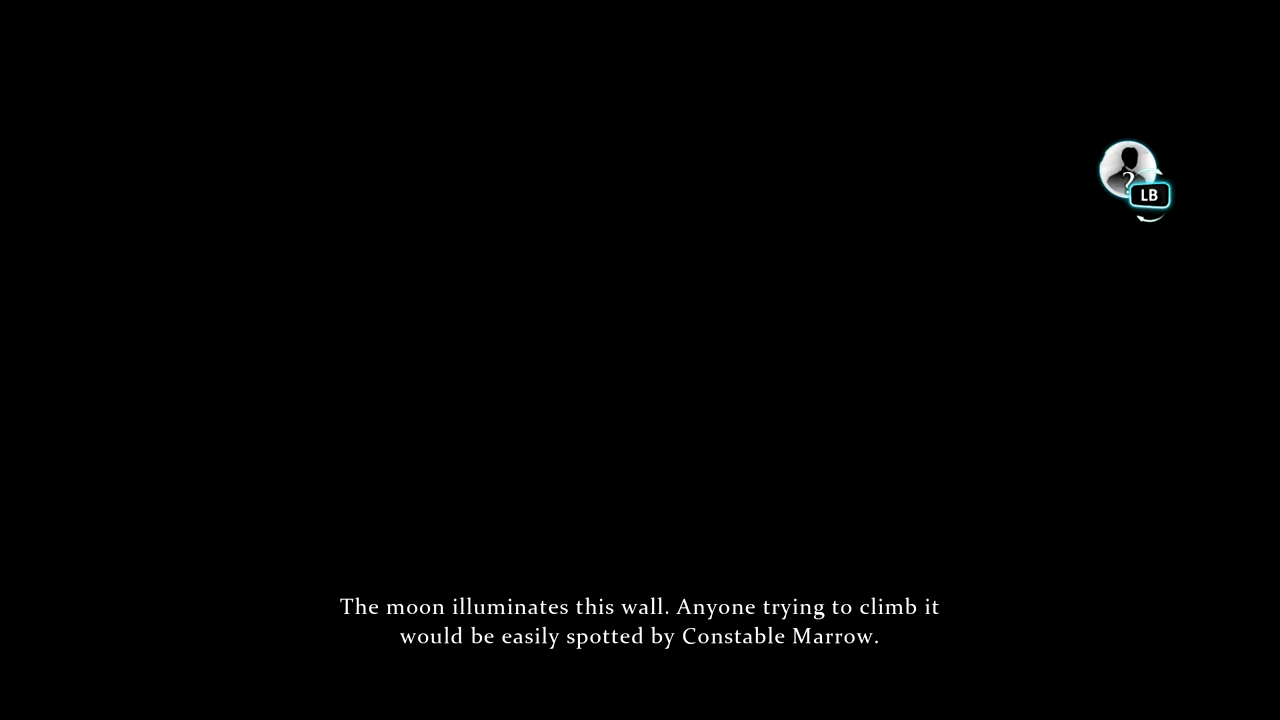 ?
LB
The moon illuminates this wall. Anyone trying to climb it
would be easily spotted by Constable Marrow.